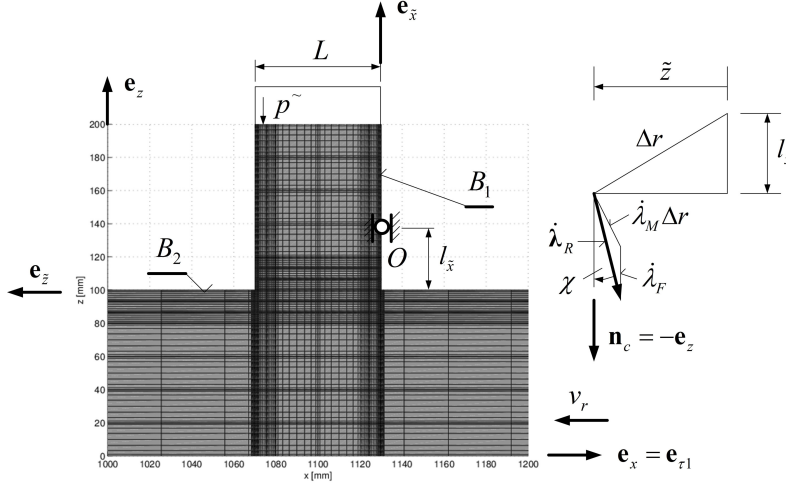 e_x̃
L
z̃
e_z
p~
Δr
B_1
λ̇_M Δr
λ̇_R
B_2
O
l_x̃
λ̇_F
χ
e_z̃
n_c = −e_z
v_r
e_x = e_τ1
200
180
160
140
120
100
80
60
40
20
0
z [mm]
1000 1020 1040 1060 1080 1100 1120 1140 1160 1180 1200
x [mm]